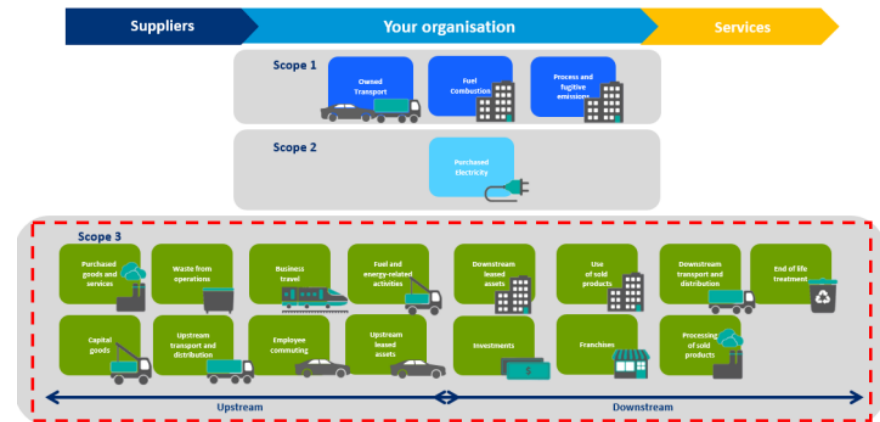 Suppliers
Your organisation
Services
Scope 1
Owned
Transport
Fuel
Combustion
Process and
fugitive
emissions
Scope 2
Purchased
Electricity
Scope 3
Purchased
goods and
services
Waste from
operations
Business
travel
Fuel and
energy-related
activities
Downstream
leased
assets
Use
of sold
products
Downstream
transport and
distribution
End of life
treatment
Capital
goods
Upstream
transport and
distribution
Employee
commuting
Upstream
leased
assets
Investments
$
Franchises
Processing
of sold
products
Upstream
Downstream